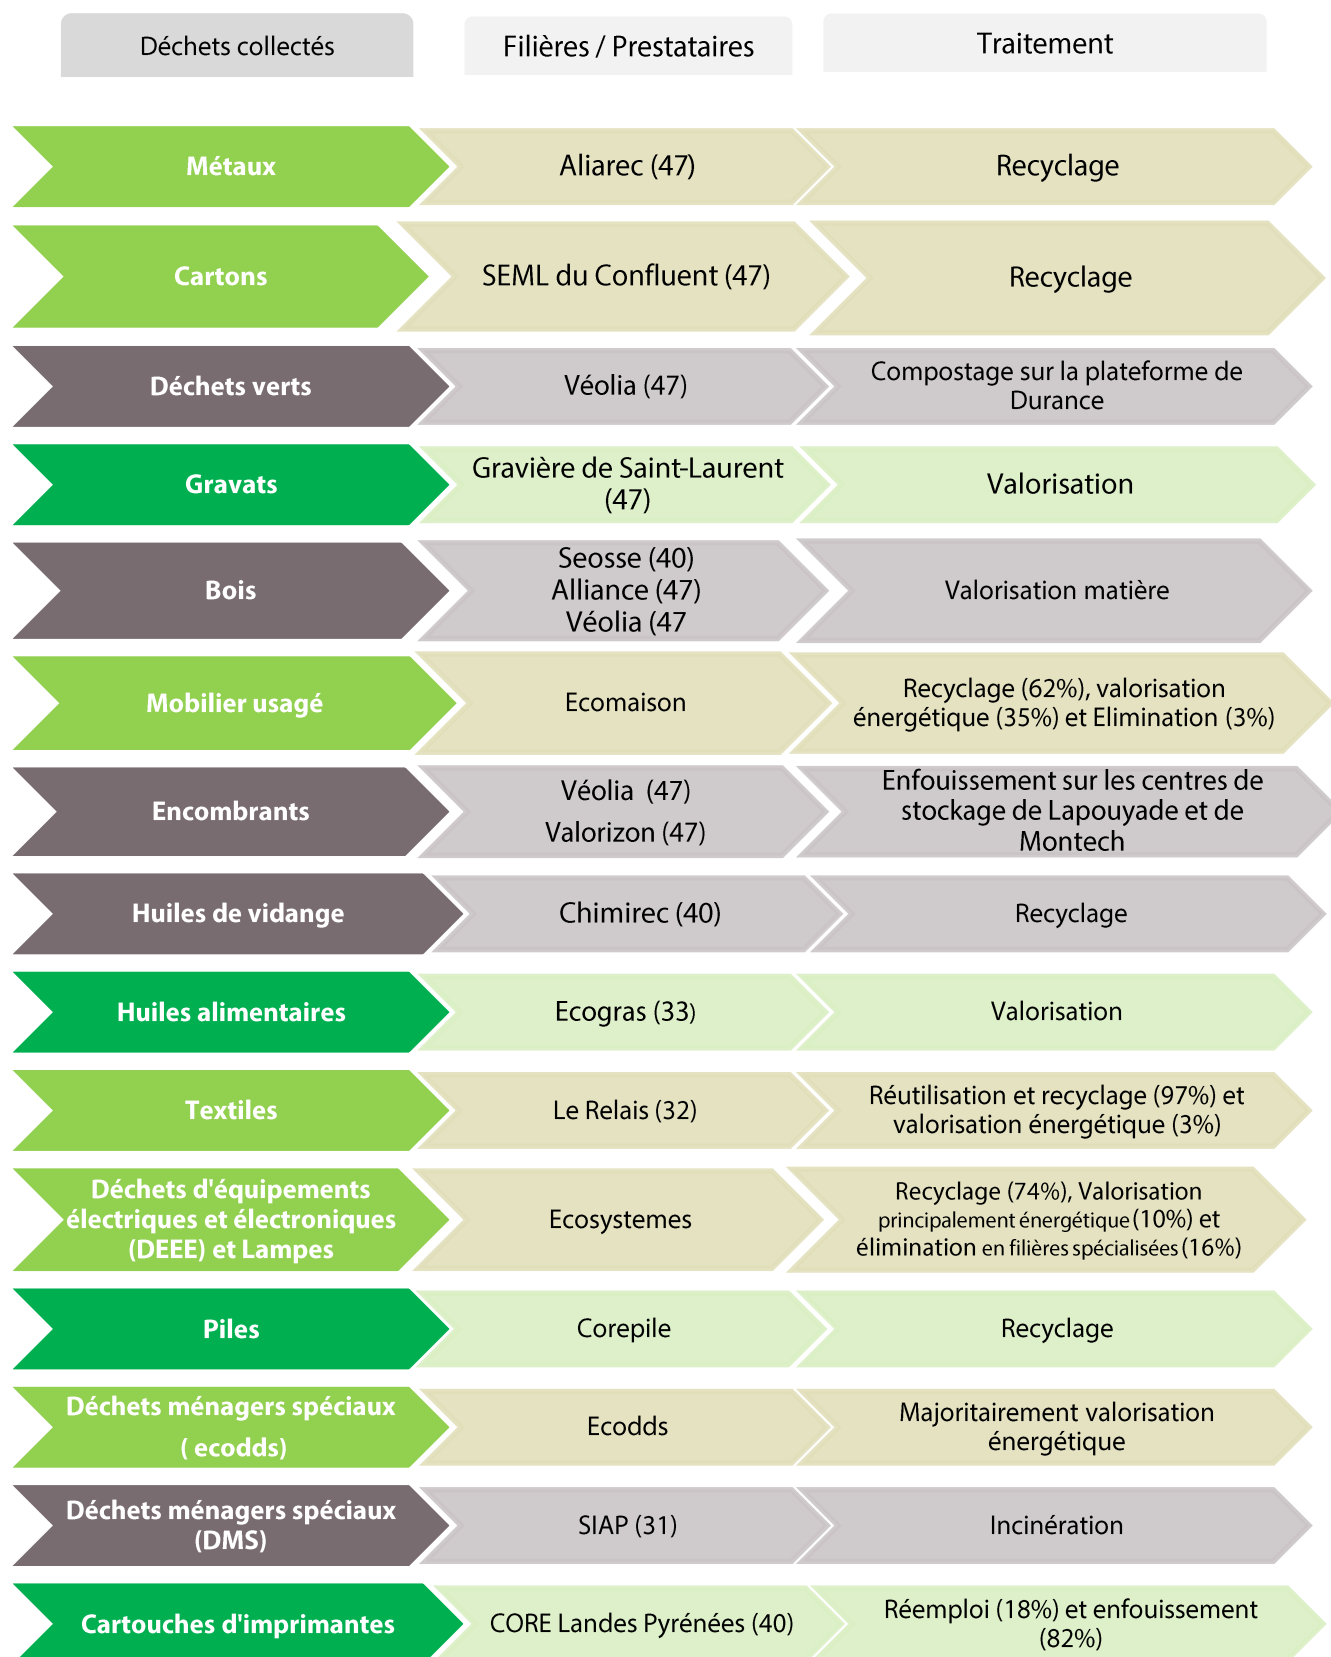 Déchets collectés
Filières / Prestataires
Traitement
Métaux
Aliarec (47)
Recyclage
Cartons
SEML du Confluent (47)
Recyclage
Déchets verts
Véolia (47)
Compostage sur la plateforme de
Durance
Gravats
Gravière de Saint-Laurent
(47)
Valorisation
Bois
Seosse (40)
Alliance (47)
Véolia (47
Valorisation matière
Mobilier usagé
Ecomaison
Recyclage (62%), valorisation
énergétique (35%) et Elimination (3%)
Encombrants
Véolia (47)
Valorizon (47)
Enfouissement sur les centres de
stockage de Lapouyade et de
Montech
Huiles de vidange
Chimirec (40)
Recyclage
Huiles alimentaires
Ecogras (33)
Valorisation
Textiles
Le Relais (32)
Réutilisation et recyclage (97%) et
valorisation énergétique (3%)
Déchets d'équipements
électriques et électroniques
(DEEE) et Lampes
Ecosystemes
Recyclage (74%), Valorisation
principalement énergétique (10%) et
élimination en filières spécialisées (16%)
Piles
Corepile
Recyclage
Déchets ménagers spéciaux
( ecodds)
Ecodds
Majoritairement valorisation
énergétique
Déchets ménagers spéciaux
(DMS)
SIAP (31)
Incinération
Cartouches d'imprimantes
CORE Landes Pyrénées (40)
Réemploi (18%) et enfouissement
(82%)